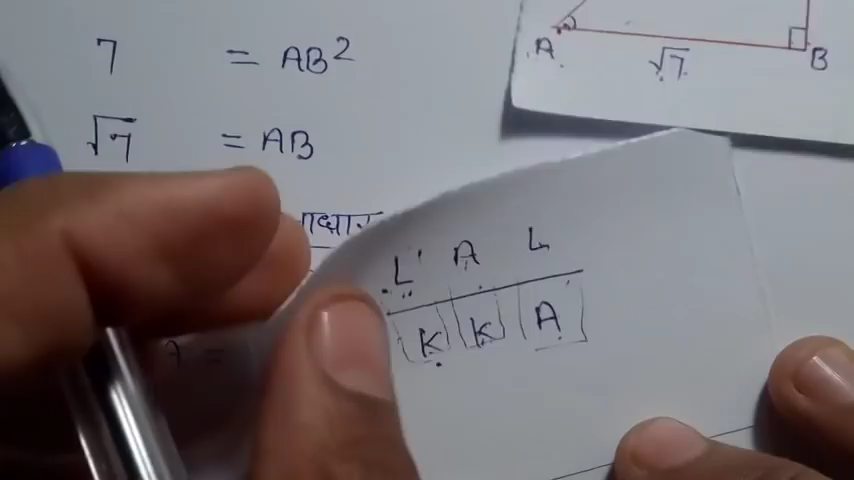 7 = AB²
√7 = AB
A √7 B
L A L
K K A